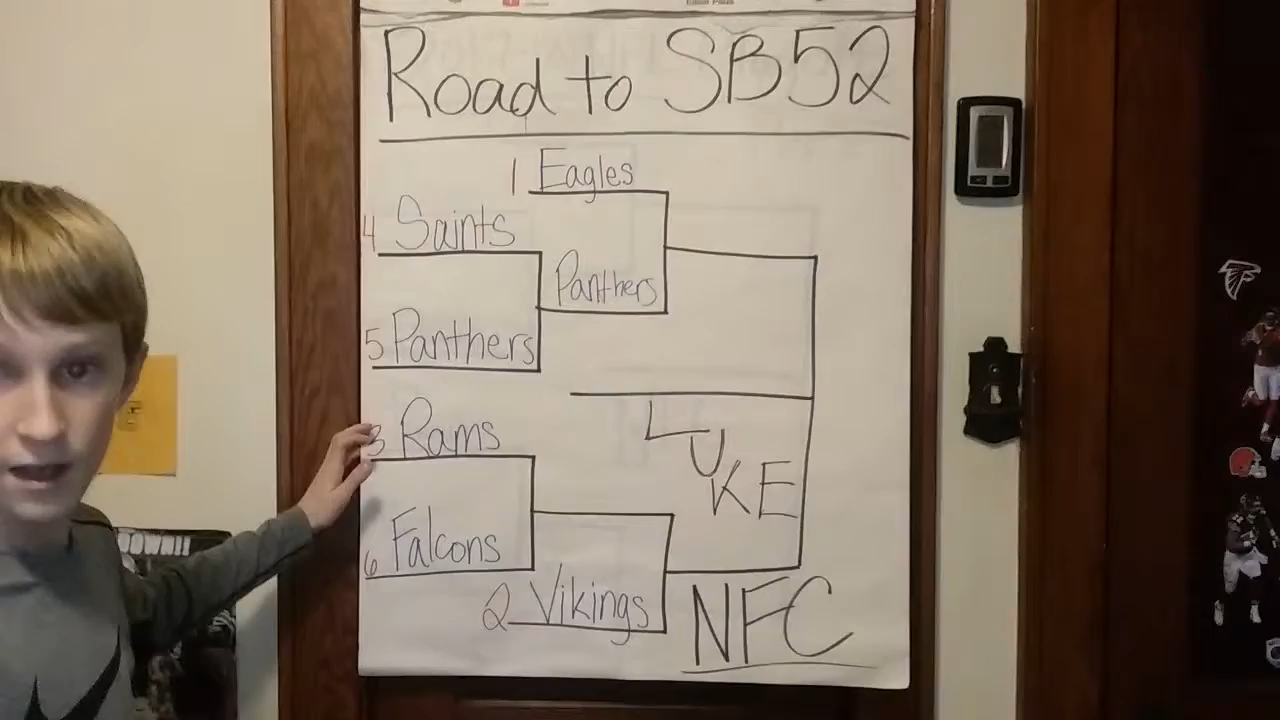 Road to SB52
1 Eagles
4 Saints
Panthers
5 Panthers
3 Rams
LUKE
6 Falcons
2 Vikings
NFC